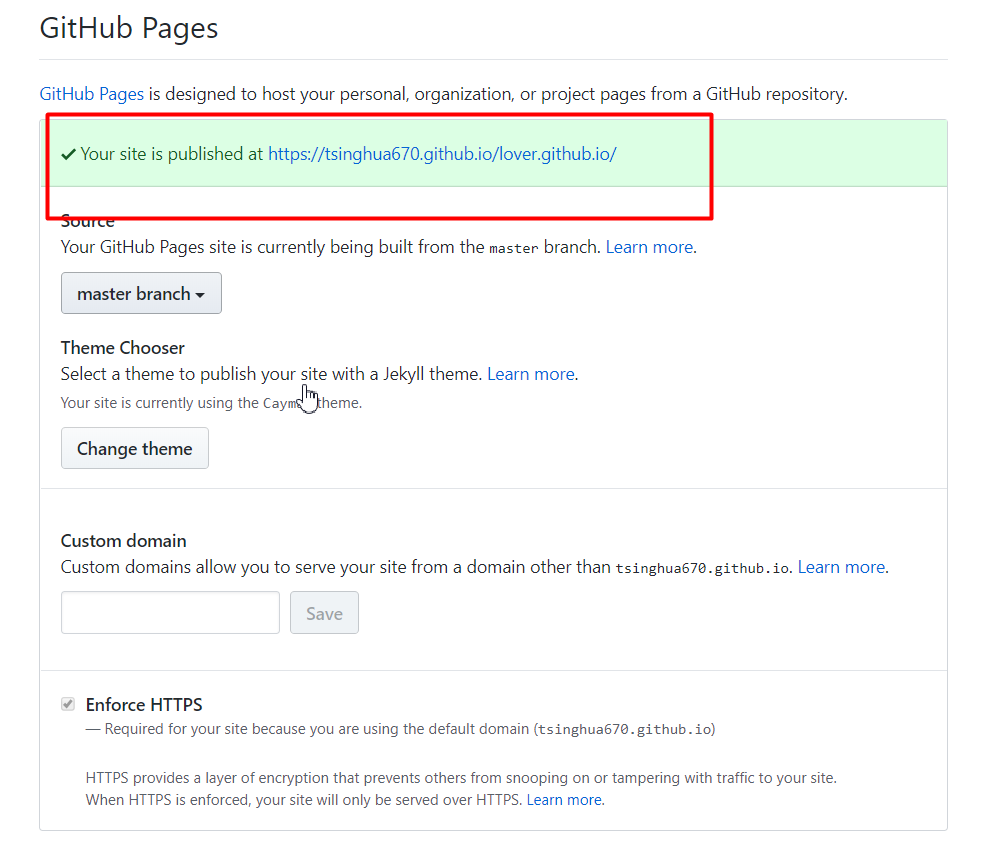 GitHub Pages
GitHub Pages is designed to host your personal, organization, or project pages from a GitHub repository.
✓ Your site is published at https://tsinghua670.github.io/lover.github.io/
Source
Your GitHub Pages site is currently being built from the master branch. Learn more.
master branch
Theme Chooser
Select a theme to publish your site with a Jekyll theme. Learn more.
Your site is currently using the theme.
Change theme
Custom domain
Custom domains allow you to serve your site from a domain other than tsinghua670.github.io. Learn more.
Save
Enforce HTTPS
— Required for your site because you are using the default domain (tsinghua670.github.io)
HTTPS provides a layer of encryption that prevents others from snooping on or tampering with traffic to your site.
When HTTPS is enforced, your site will only be served over HTTPS. Learn more.